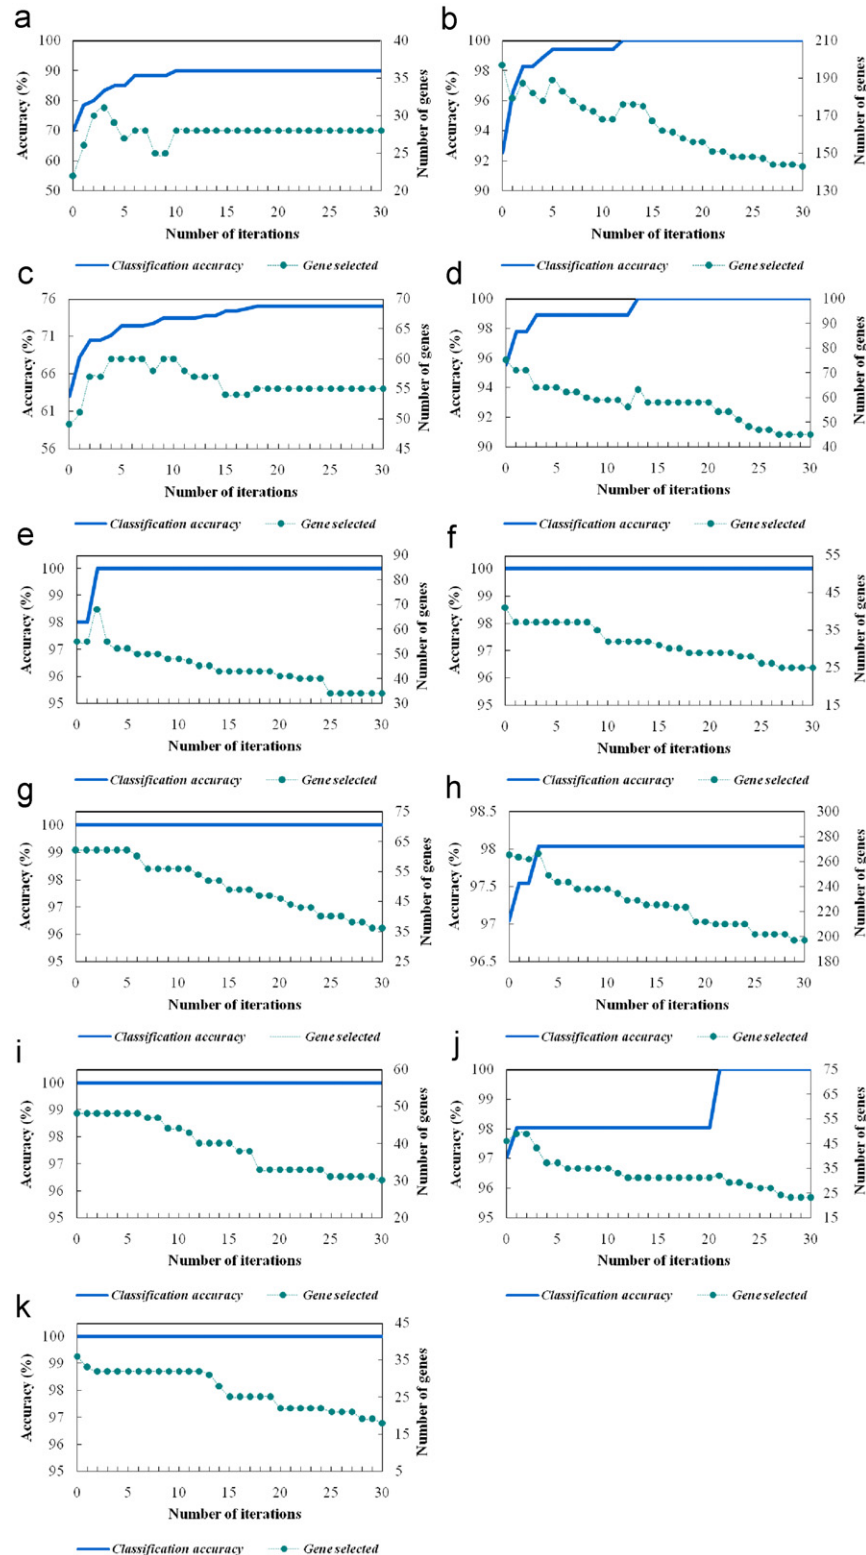 a
Accuracy (%)
100
90
80
70
60
50
40
35
30
25
20
Number of genes
0 5 10 15 20 25 30
Number of iterations
Classification accuracy Gene selected
b
Accuracy (%)
100
98
96
94
92
90
210
190
170
150
130
Number of genes
0 5 10 15 20 25 30
Number of iterations
Classification accuracy Gene selected
c
Accuracy (%)
76
71
66
61
56
70
65
60
55
50
45
Number of genes
0 5 10 15 20 25 30
Number of iterations
Classification accuracy Gene selected
d
Accuracy (%)
100
98
96
94
92
90
100
90
80
70
60
50
40
Number of genes
0 5 10 15 20 25 30
Number of iterations
Classification accuracy Gene selected
e
Accuracy (%)
100
99
98
97
96
95
90
80
70
60
50
40
30
Number of genes
0 5 10 15 20 25 30
Number of iterations
Classification accuracy Gene selected
f
Accuracy (%)
100
99
98
97
96
95
55
45
35
25
15
Number of genes
0 5 10 15 20 25 30
Number of iterations
Classification accuracy Gene selected
g
Accuracy (%)
100
99
98
97
96
95
75
65
55
45
35
25
Number of genes
0 5 10 15 20 25 30
Number of iterations
Classification accuracy Gene selected
h
Accuracy (%)
98.5
98
97.5
97
96.5
300
280
260
240
220
200
180
Number of genes
0 5 10 15 20 25 30
Number of iterations
Classification accuracy Gene selected
i
Accuracy (%)
100
99
98
97
96
95
60
50
40
30
20
Number of genes
0 5 10 15 20 25 30
Number of iterations
Classification accuracy Gene selected
j
Accuracy (%)
100
99
98
97
96
95
75
65
55
45
35
25
15
Number of genes
0 5 10 15 20 25 30
Number of iterations
Classification accuracy Gene selected
k
Accuracy (%)
100
99
98
97
96
95
45
35
25
15
5
Number of genes
0 5 10 15 20 25 30
Number of iterations
Classification accuracy Gene selected